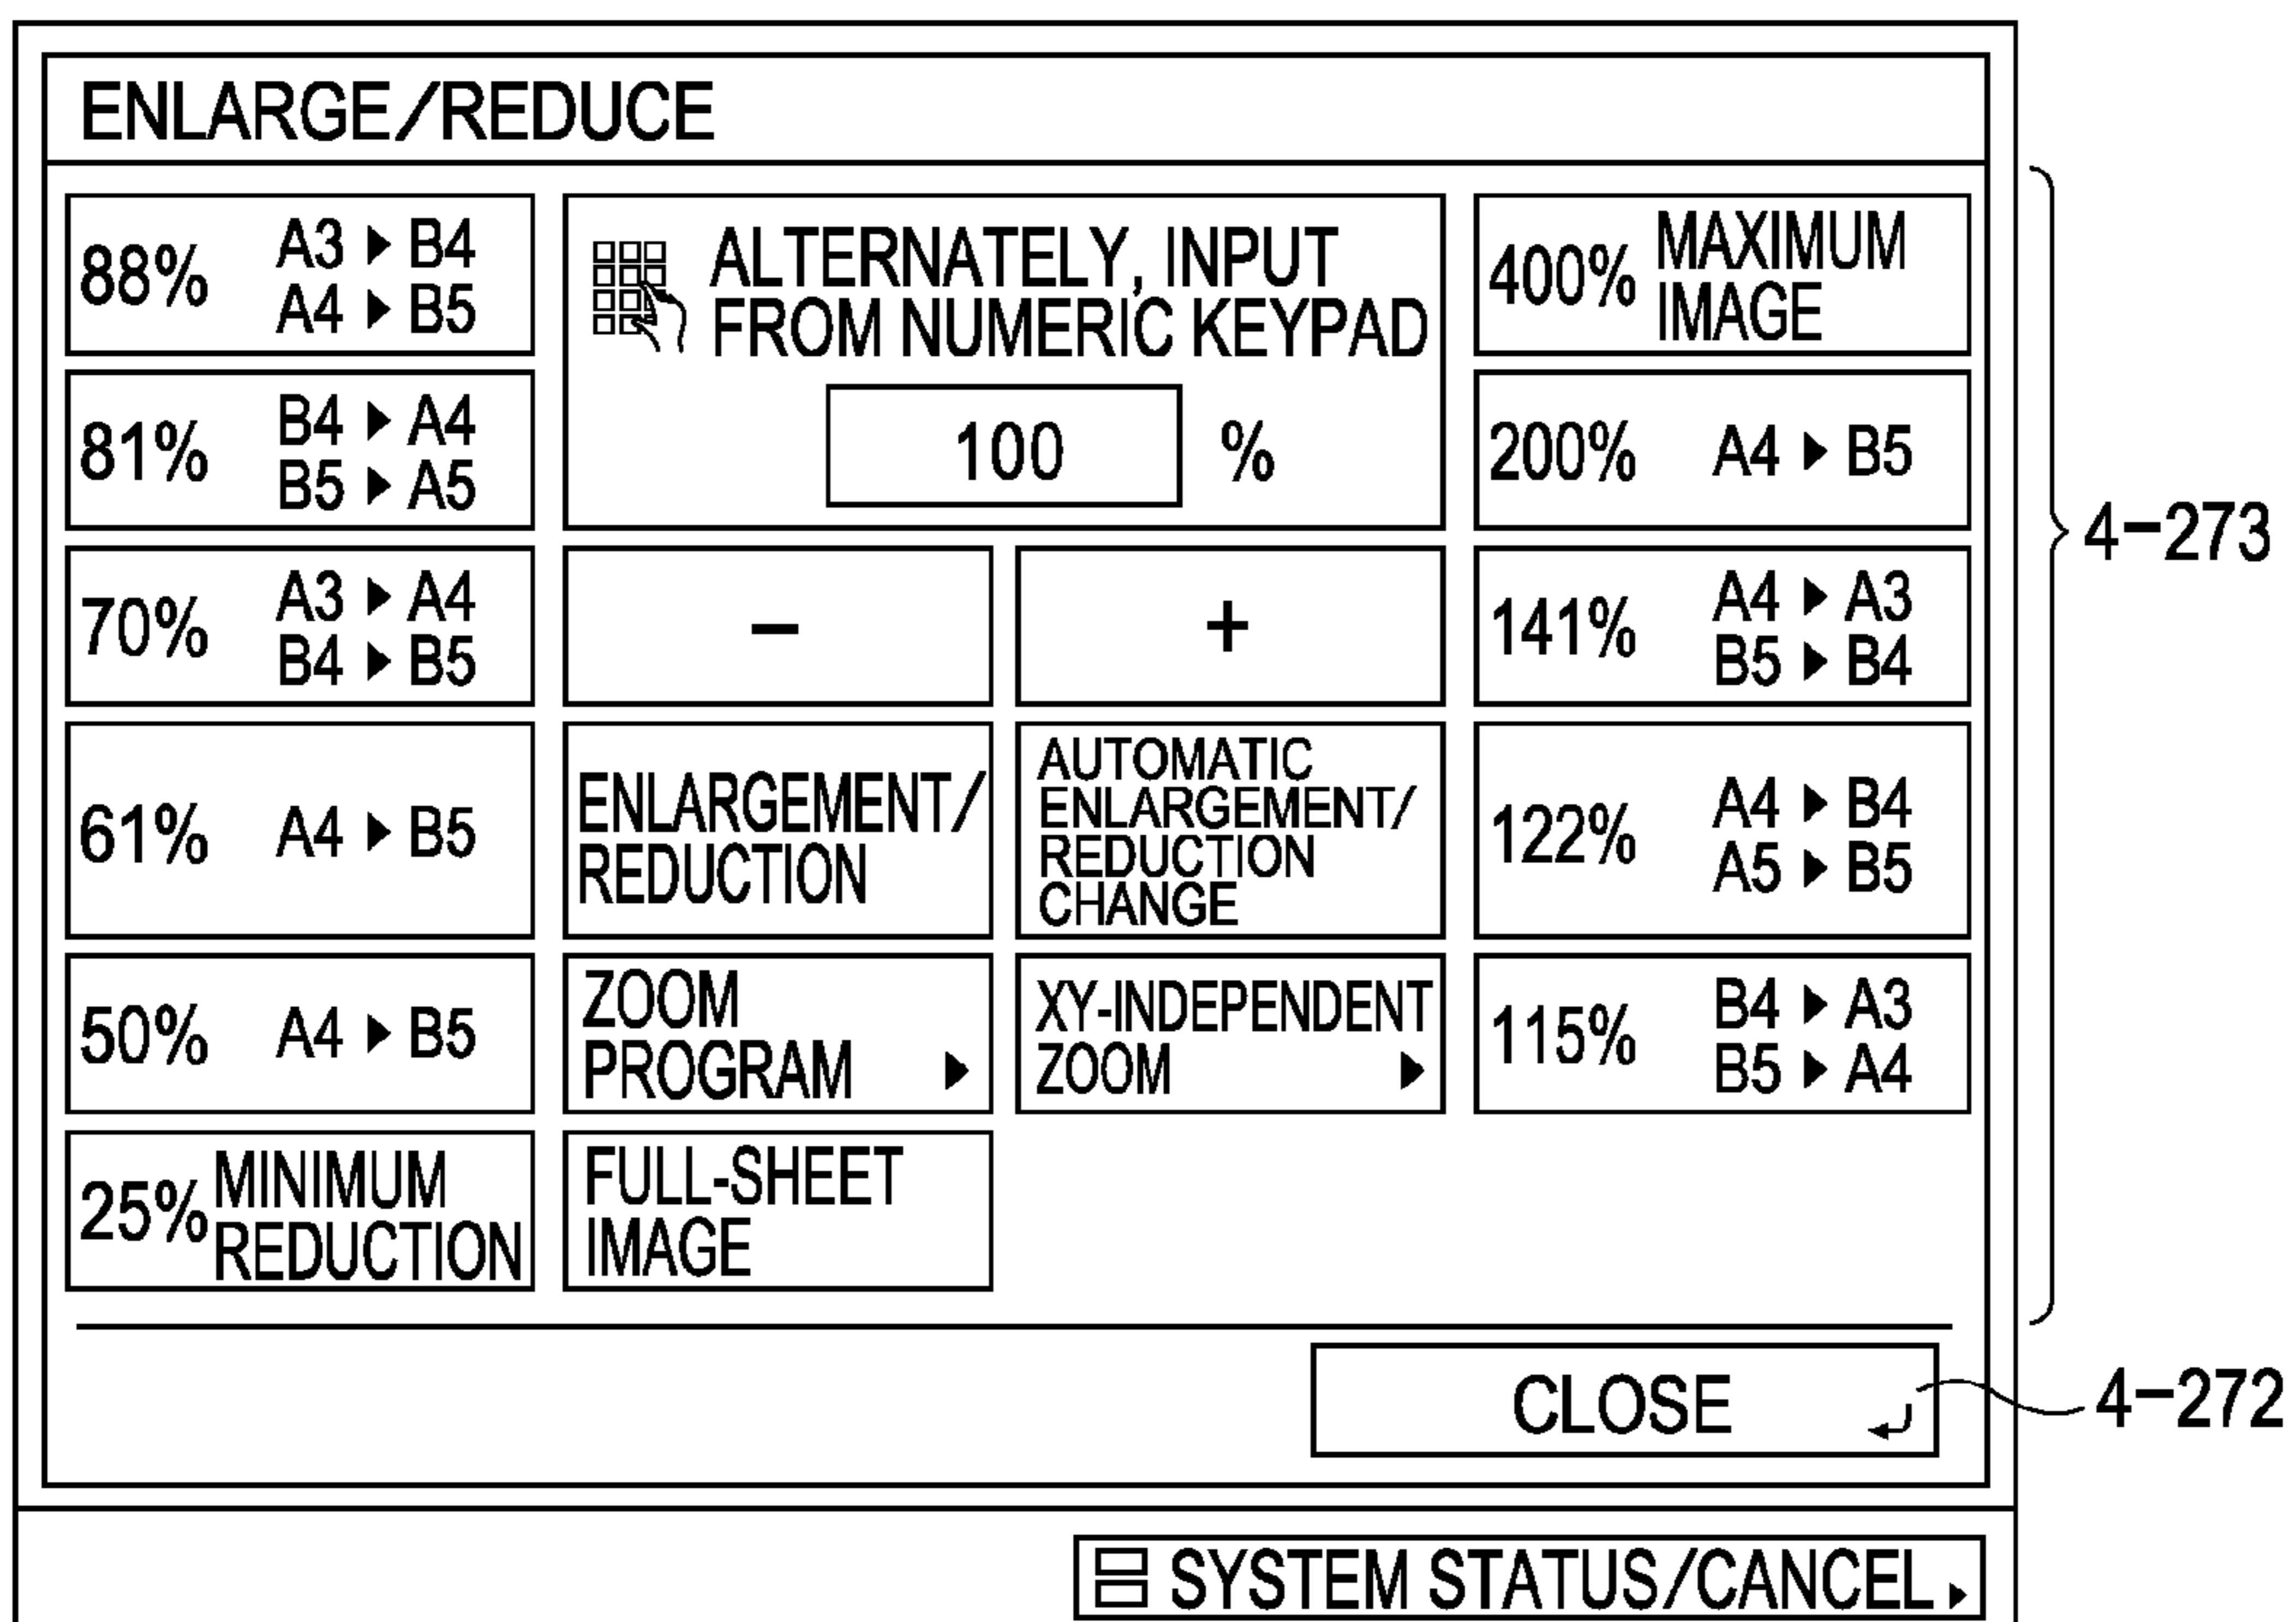 ENLARGE/REDUCE
88% A3 ▶ B4
A4 ▶ B5
81% B4 ▶ A4
B5 ▶ A5
70% A3 ▶ A4
B4 ▶ B5
61% A4 ▶ B5
50% A4 ▶ B5
25% MINIMUM
REDUCTION
ALTERNATELY, INPUT
FROM NUMERIC KEYPAD
100 %
− +
ENLARGEMENT/
REDUCTION
AUTOMATIC
ENLARGEMENT/
REDUCTION
CHANGE
ZOOM
PROGRAM ▶
XY-INDEPENDENT
ZOOM ▶
FULL-SHEET
IMAGE
400% MAXIMUM
IMAGE
200% A4 ▶ B5
141% A4 ▶ A3
B5 ▶ B4
122% A4 ▶ B4
A5 ▶ B5
115% B4 ▶ A3
B5 ▶ A4
4-273
CLOSE
4-272
SYSTEM STATUS/CANCEL ▶